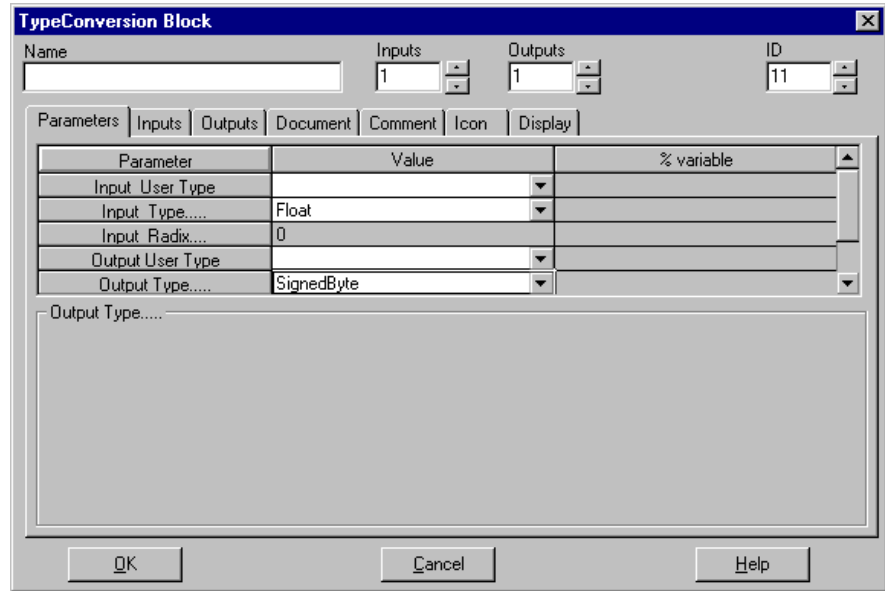 TypeConversion Block
Name Inputs Outputs ID
1 1 11
Parameters Inputs Outputs Document Comment Icon Display
Parameter Value % variable
Input User Type
Input Type..... Float
Input Radix.... 0
Output User Type
Output Type..... SignedByte
Output Type.....
OK Cancel Help